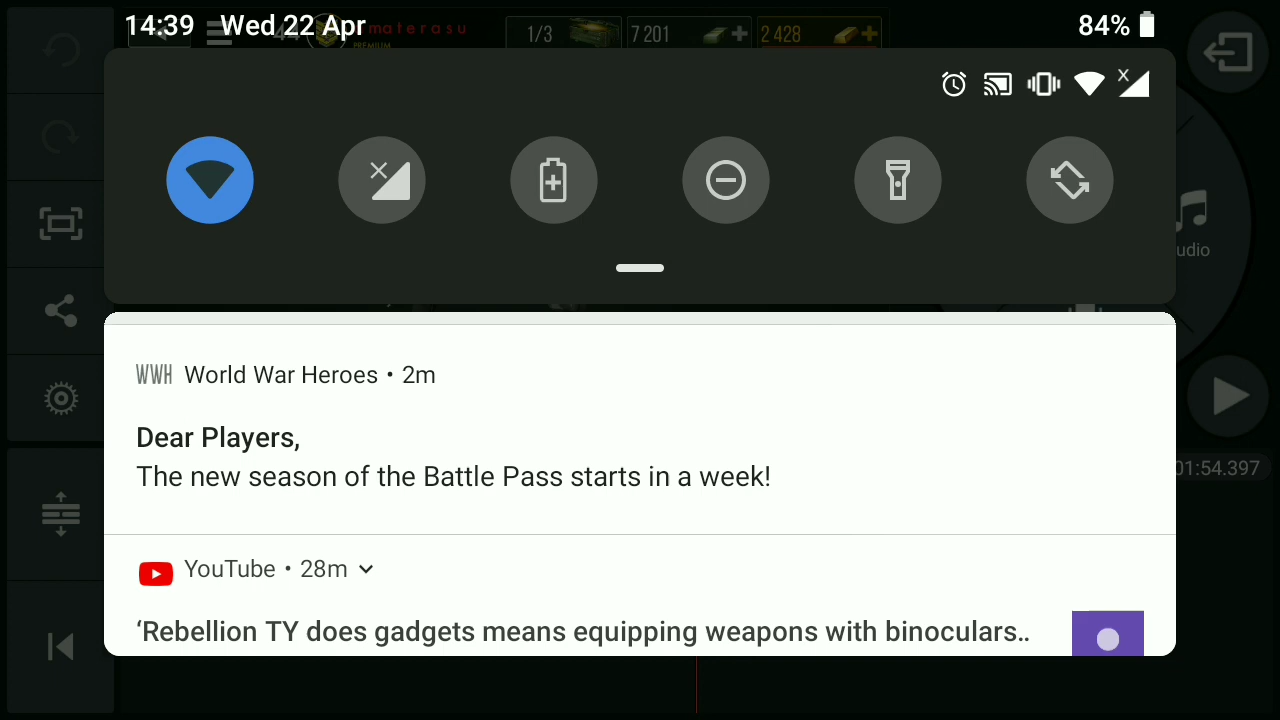 14:39 Wed 22 Apr
84%
materasu
PREMIUM
1/3
7 201
2 428
udio
WWH World War Heroes • 2m
Dear Players,
The new season of the Battle Pass starts in a week!
01:54.397
YouTube • 28m
‘Rebellion TY does gadgets means equipping weapons with binoculars..